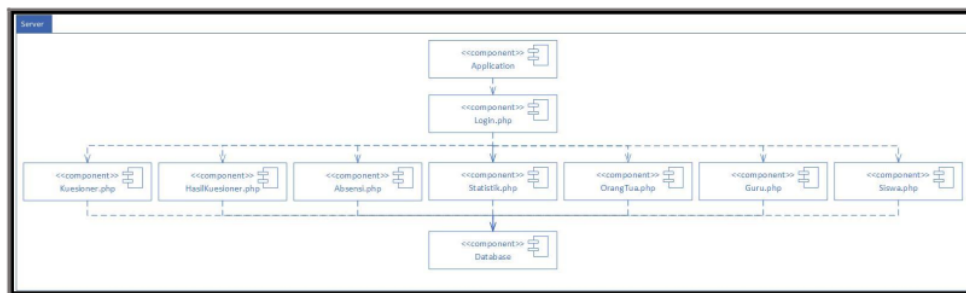 Server
<<component>>
Application
<<component>>
Login.php
<<component>>
Kuesioner.php
<<component>>
HasilKuesioner.php
<<component>>
Absensi.php
<<component>>
Statistik.php
<<component>>
OrangTua.php
<<component>>
Guru.php
<<component>>
Siswa.php
<<component>>
Database